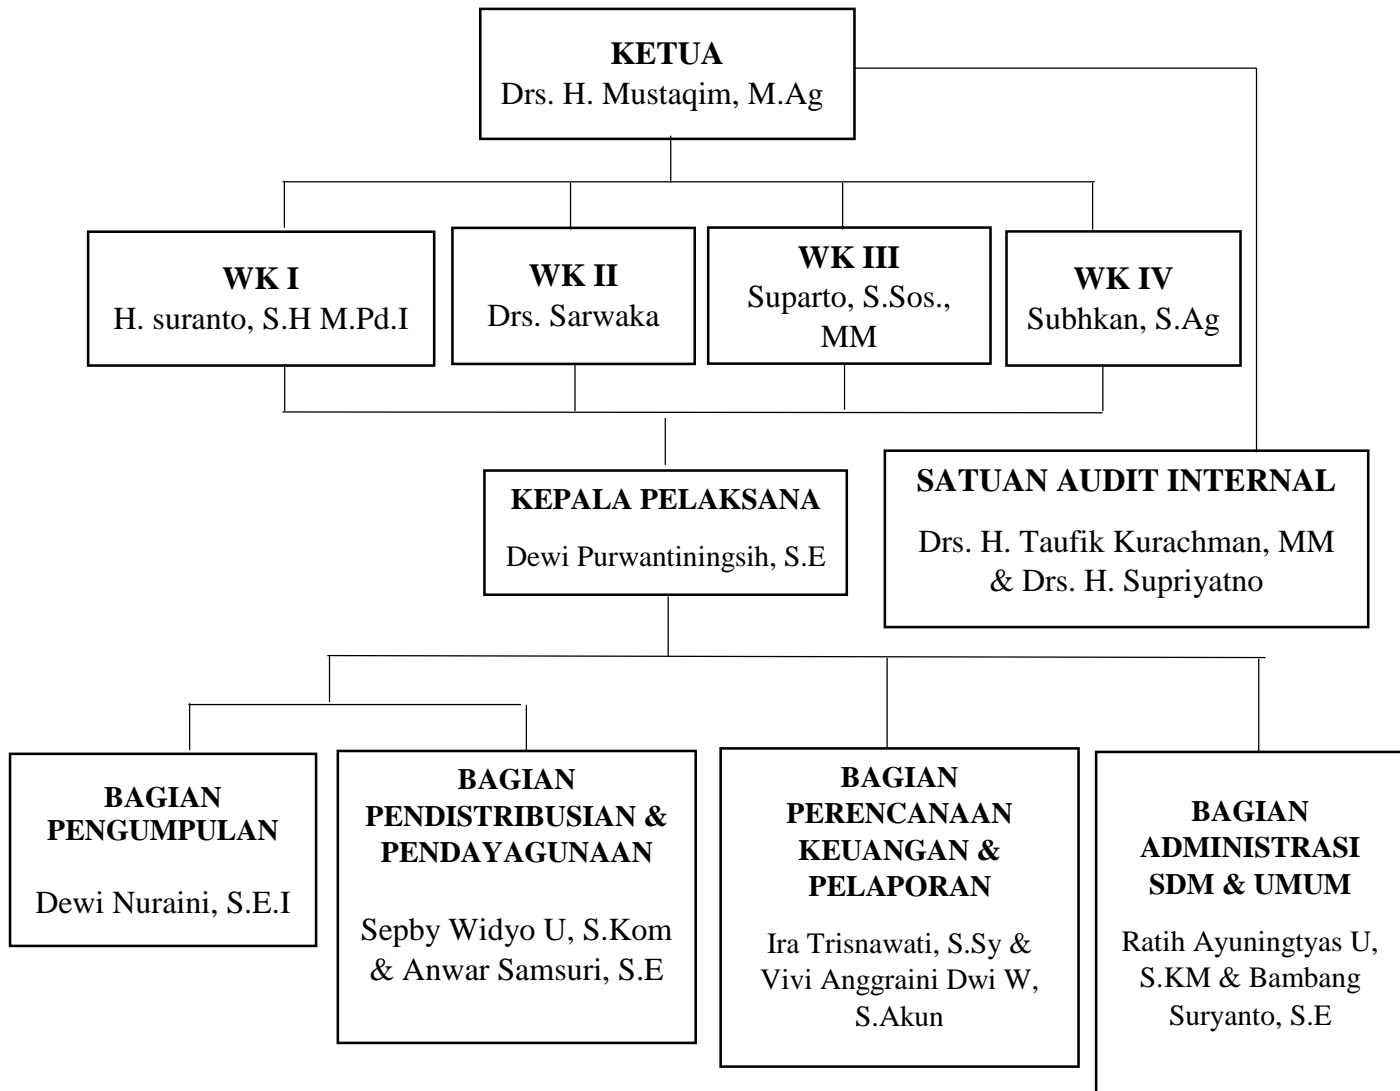 KETUA
Drs. H. Mustaqim, M.Ag
WK I
H. suranto, S.H M.Pd.I
WK II
Drs. Sarwaka
WK III
Suparto, S.Sos.,
MM
WK IV
Subhkan, S.Ag
KEPALA PELAKSANA
Dewi Purwantiningsih, S.E
SATUAN AUDIT INTERNAL
Drs. H. Taufik Kurachman, MM
& Drs. H. Supriyatno
BAGIAN
PENGUMPULAN
Dewi Nuraini, S.E.I
BAGIAN
PENDISTRIBUSIAN &
PENDAYAGUNAAN
Sepby Widyo U, S.Kom
& Anwar Samsuri, S.E
BAGIAN
PERENCANAAN
KEUANGAN &
PELAPORAN
Ira Trisnawati, S.Sy &
Vivi Anggraini Dwi W,
S.Akun
BAGIAN
ADMINISTRASI
SDM & UMUM
Ratih Ayuningtyas U,
S.KM & Bambang
Suryanto, S.E